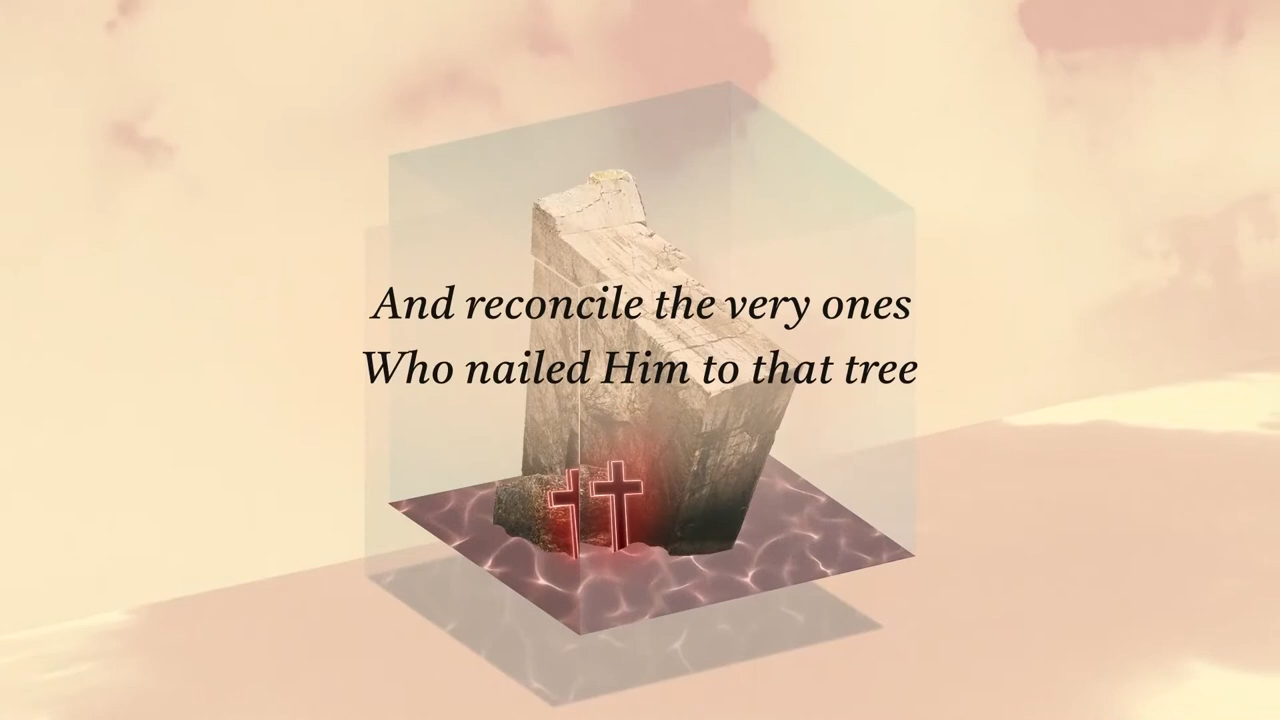 And reconcile the very ones
Who nailed Him to that tree